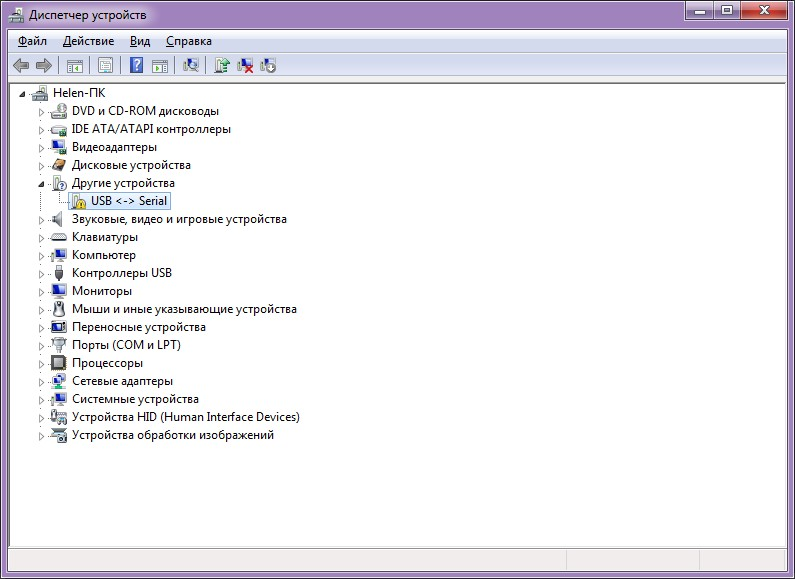 Диспетчер устройств
Файл Действие Вид Справка
Helen-ПК
DVD и CD-ROM дисководы
IDE ATA/ATAPI контроллеры
Видеоадаптеры
Дисковые устройства
Другие устройства
USB <-> Serial
Звуковые, видео и игровые устройства
Клавиатуры
Компьютер
Контроллеры USB
Мониторы
Мыши и иные указывающие устройства
Переносные устройства
Порты (COM и LPT)
Процессоры
Сетевые адаптеры
Системные устройства
Устройства HID (Human Interface Devices)
Устройства обработки изображений